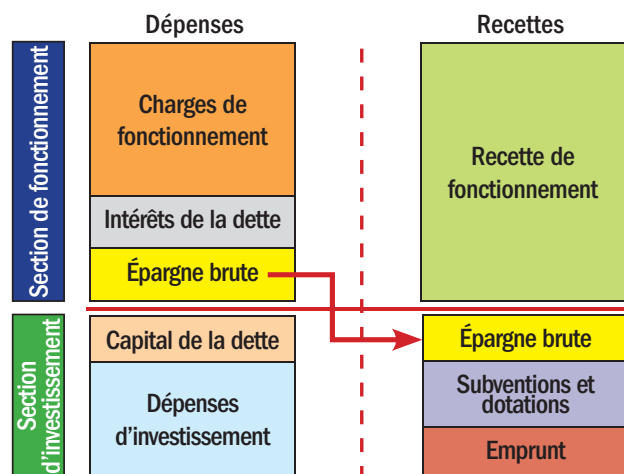 Dépenses
Recettes
Section de fonctionnement
Charges de
fonctionnement
Intérêts de la dette
Épargne brute
Recette de
fonctionnement
Section
d'investissement
Capital de la dette
Dépenses
d'investissement
Épargne brute
Subventions et
dotations
Emprunt